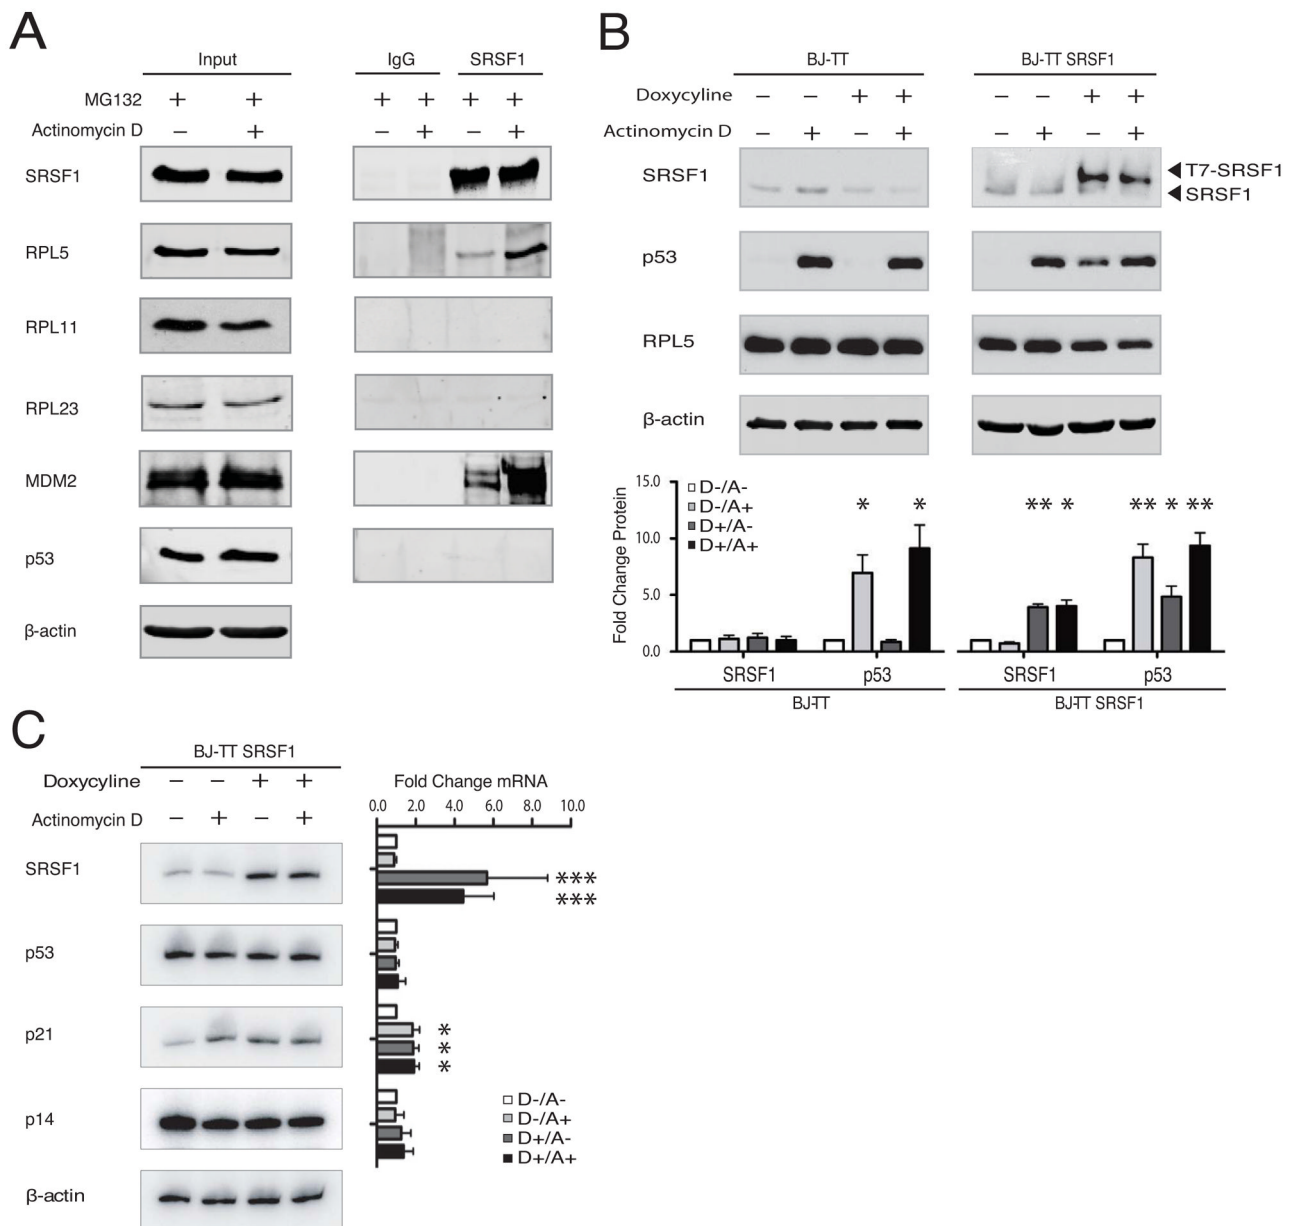 A
Input
IgG
SRSF1
MG132 + + + + + +
Actinomycin D − + − + − +
SRSF1
RPL5
RPL11
RPL23
MDM2
p53
β-actin
B
BJ-TT
BJ-TT SRSF1
Doxycyline − − + + − − + +
Actinomycin D − + − + − + − +
SRSF1
T7-SRSF1
SRSF1
p53
RPL5
β-actin
Fold Change Protein
15.0
10.0
5.0
0.0
D-/A-
D-/A+
D+/A-
D+/A+
* * ** * ** * **
SRSF1 p53 SRSF1 p53
BJ-TT BJ-TT SRSF1
C
BJ-TT SRSF1
Doxycyline − − + +
Actinomycin D − + − +
Fold Change mRNA
0.0 2.0 4.0 6.0 8.0 10.0
SRSF1
***
***
p53
p21
*
*
*
p14
D-/A-
D-/A+
D+/A-
D+/A+
β-actin